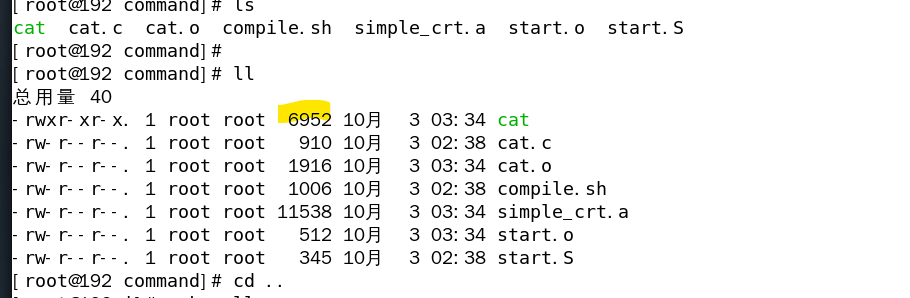 [root@192 command]# ls
cat  cat.c  cat.o  compile.sh  simple_crt.a  start.o  start.S
[root@192 command]#
[root@192 command]# ll
总用量 40
-rwxr-xr-x. 1 root root  6952 10月  3 03:34 cat
-rw-r--r--. 1 root root   910 10月  3 02:38 cat.c
-rw-r--r--. 1 root root  1916 10月  3 03:34 cat.o
-rw-r--r--. 1 root root  1006 10月  3 02:38 compile.sh
-rw-r--r--. 1 root root 11538 10月  3 03:34 simple_crt.a
-rw-r--r--. 1 root root   512 10月  3 03:34 start.o
-rw-r--r--. 1 root root   345 10月  3 02:38 start.S
[root@192 command]# cd ..